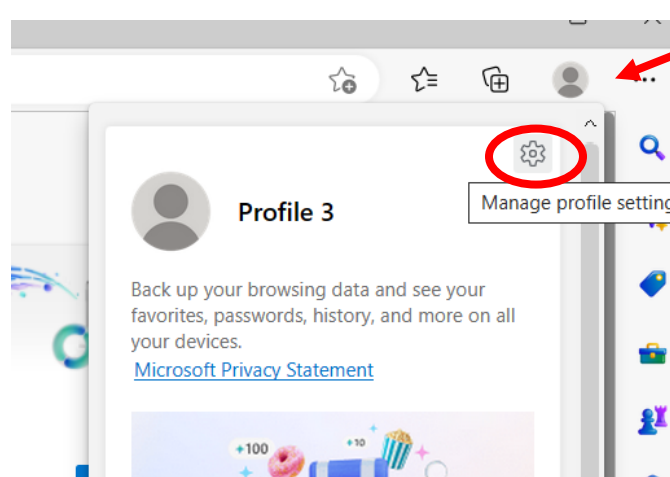 Profile 3
Manage profile setting
Back up your browsing data and see your
favorites, passwords, history, and more on all
your devices.
Microsoft Privacy Statement
+100
+10